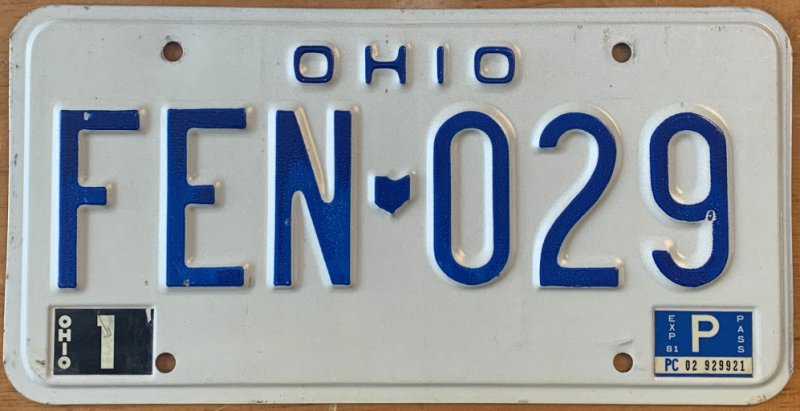 OHIO
FEN 029
OHIO 1
EXP 81 P PASS
PC 02 929921